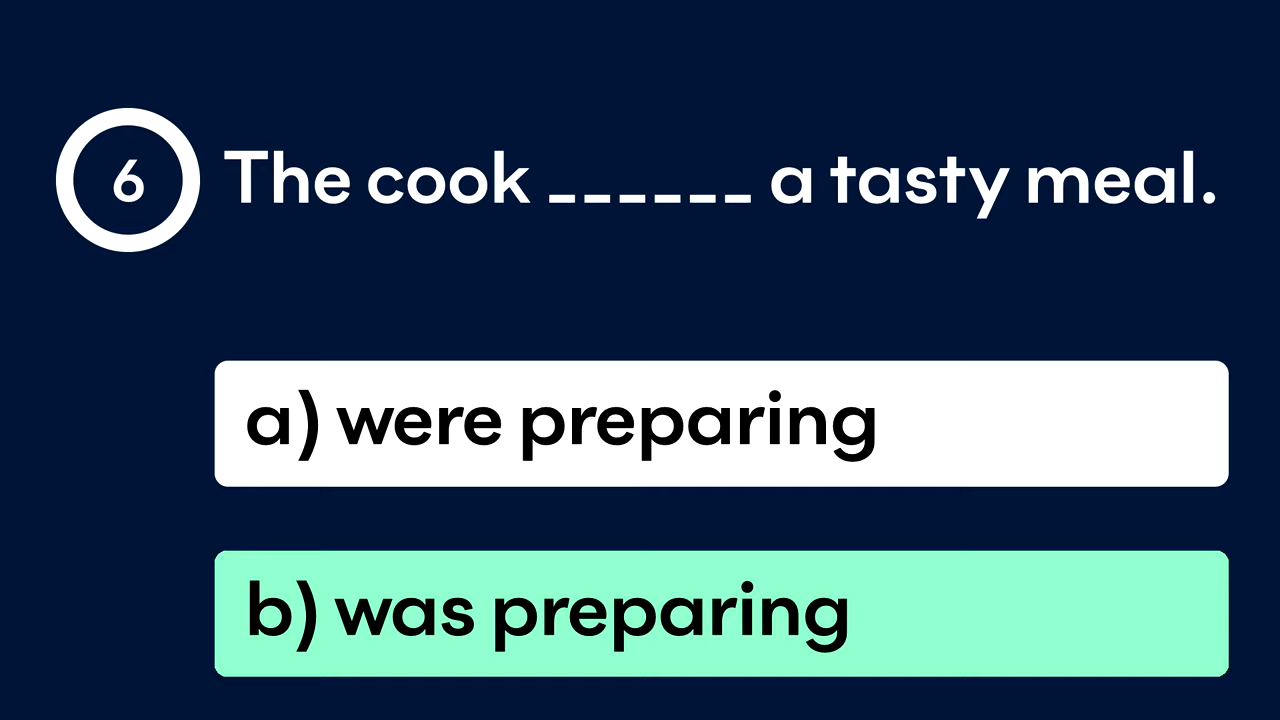 6 The cook ______ a tasty meal.
a) were preparing
b) was preparing